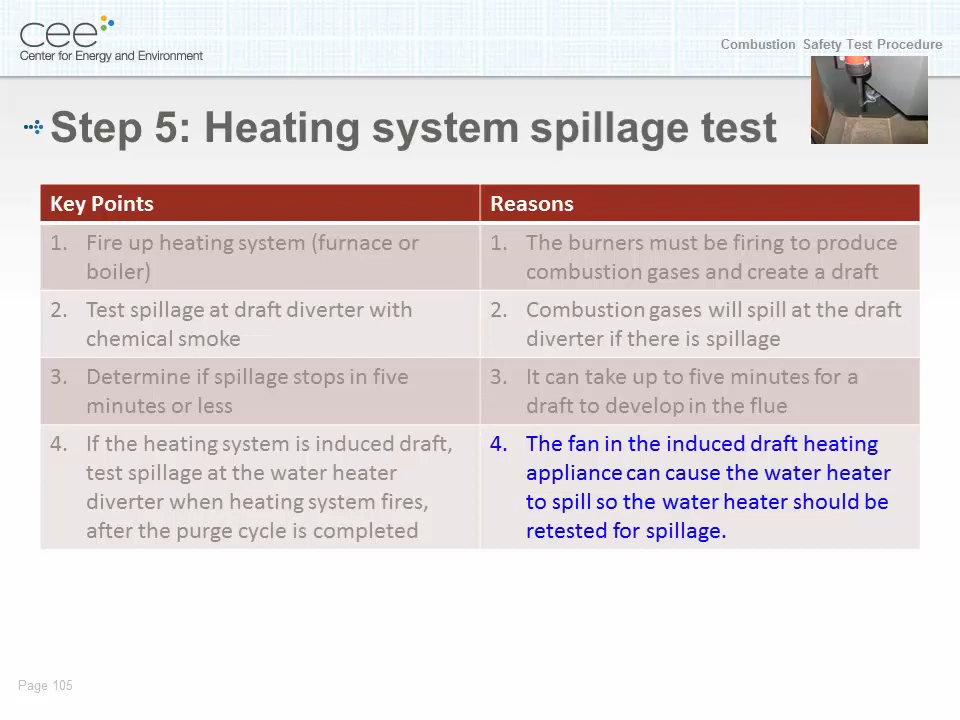 cee
Center for Energy and Environment
Combustion Safety Test Procedure
Step 5: Heating system spillage test
Key Points
Reasons
1. Fire up heating system (furnace or
boiler)
1. The burners must be firing to produce
combustion gases and create a draft
2. Test spillage at draft diverter with
chemical smoke
2. Combustion gases will spill at the draft
diverter if there is spillage
3. Determine if spillage stops in five
minutes or less
3. It can take up to five minutes for a
draft to develop in the flue
4. If the heating system is induced draft,
test spillage at the water heater
diverter when heating system fires,
after the purge cycle is completed
4. The fan in the induced draft heating
appliance can cause the water heater
to spill so the water heater should be
retested for spillage.
Page 105